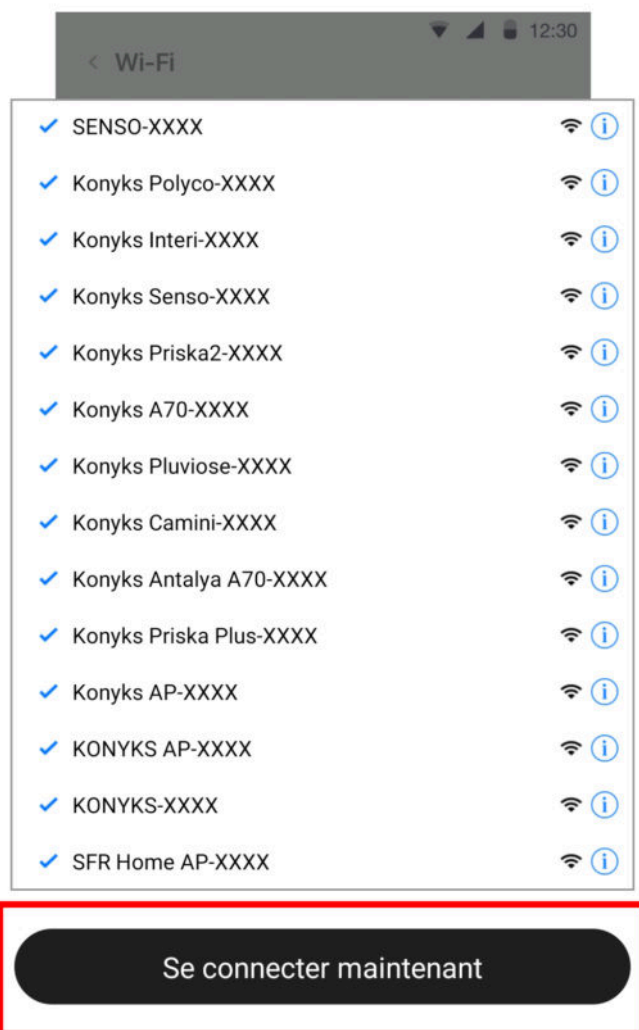 12:30
< Wi-Fi
SENSO-XXXX
Konyks Polyco-XXXX
Konyks Interi-XXXX
Konyks Senso-XXXX
Konyks Priska2-XXXX
Konyks A70-XXXX
Konyks Pluviose-XXXX
Konyks Camini-XXXX
Konyks Antalya A70-XXXX
Konyks Priska Plus-XXXX
Konyks AP-XXXX
KONYKS AP-XXXX
KONYKS-XXXX
SFR Home AP-XXXX
Se connecter maintenant